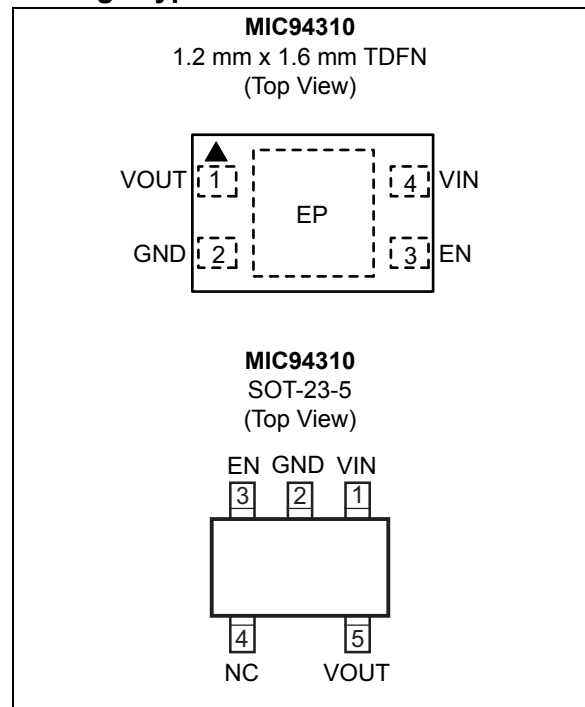 MIC94310
1.2 mm x 1.6 mm TDFN
(Top View)
VOUT 1 4 VIN
EP
GND 2 3 EN
MIC94310
SOT-23-5
(Top View)
EN GND VIN
3 2 1
4 5
NC VOUT